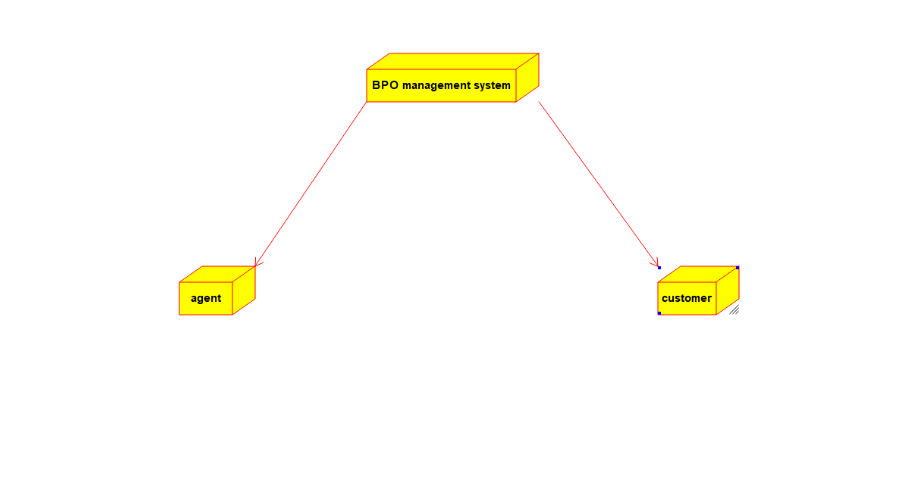 BPO management system
agent
customer